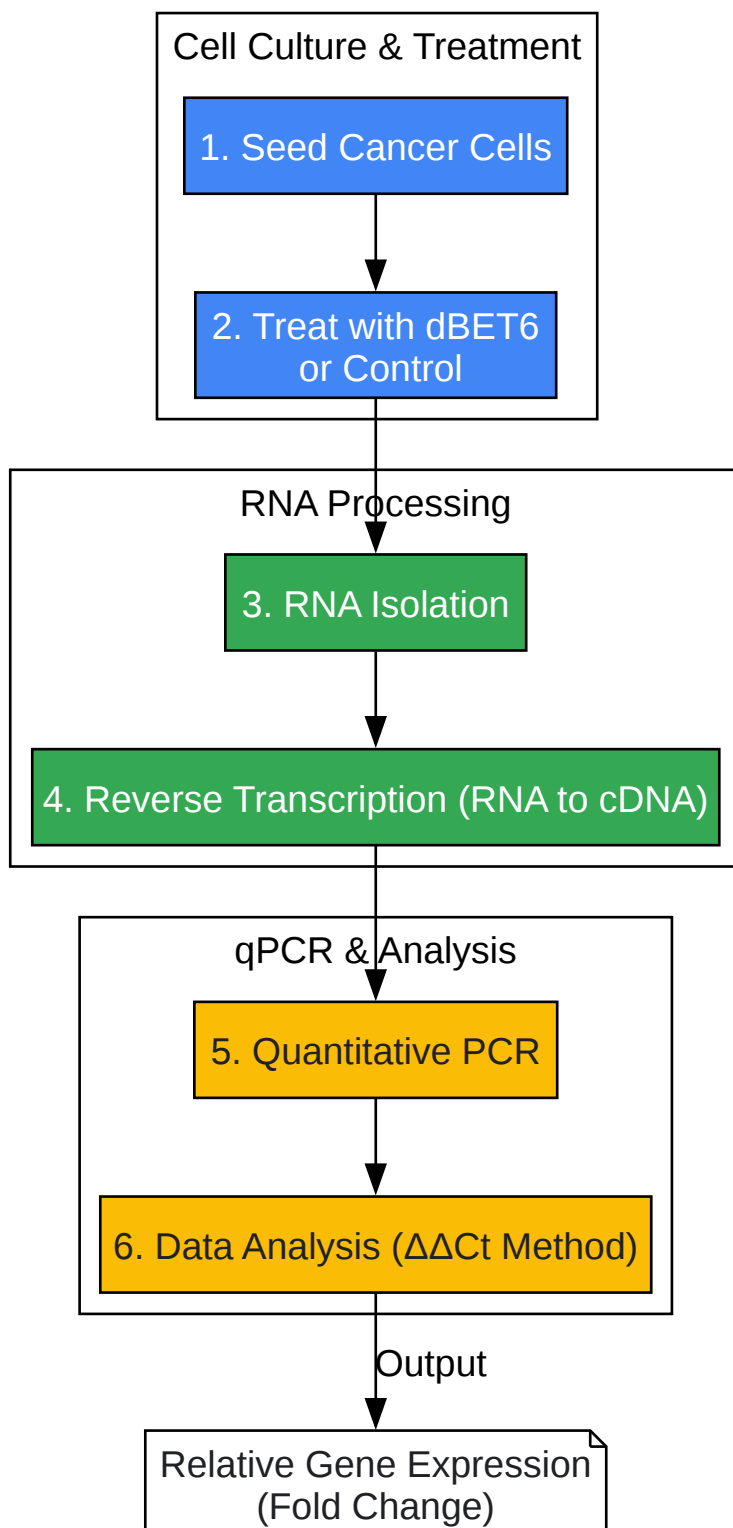 Cell Culture & Treatment
1. Seed Cancer Cells
2. Treat with dBET6
or Control
RNA Processing
3. RNA Isolation
4. Reverse Transcription (RNA to cDNA)
qPCR & Analysis
5. Quantitative PCR
6. Data Analysis (ΔΔCt Method)
Output
Relative Gene Expression
(Fold Change)